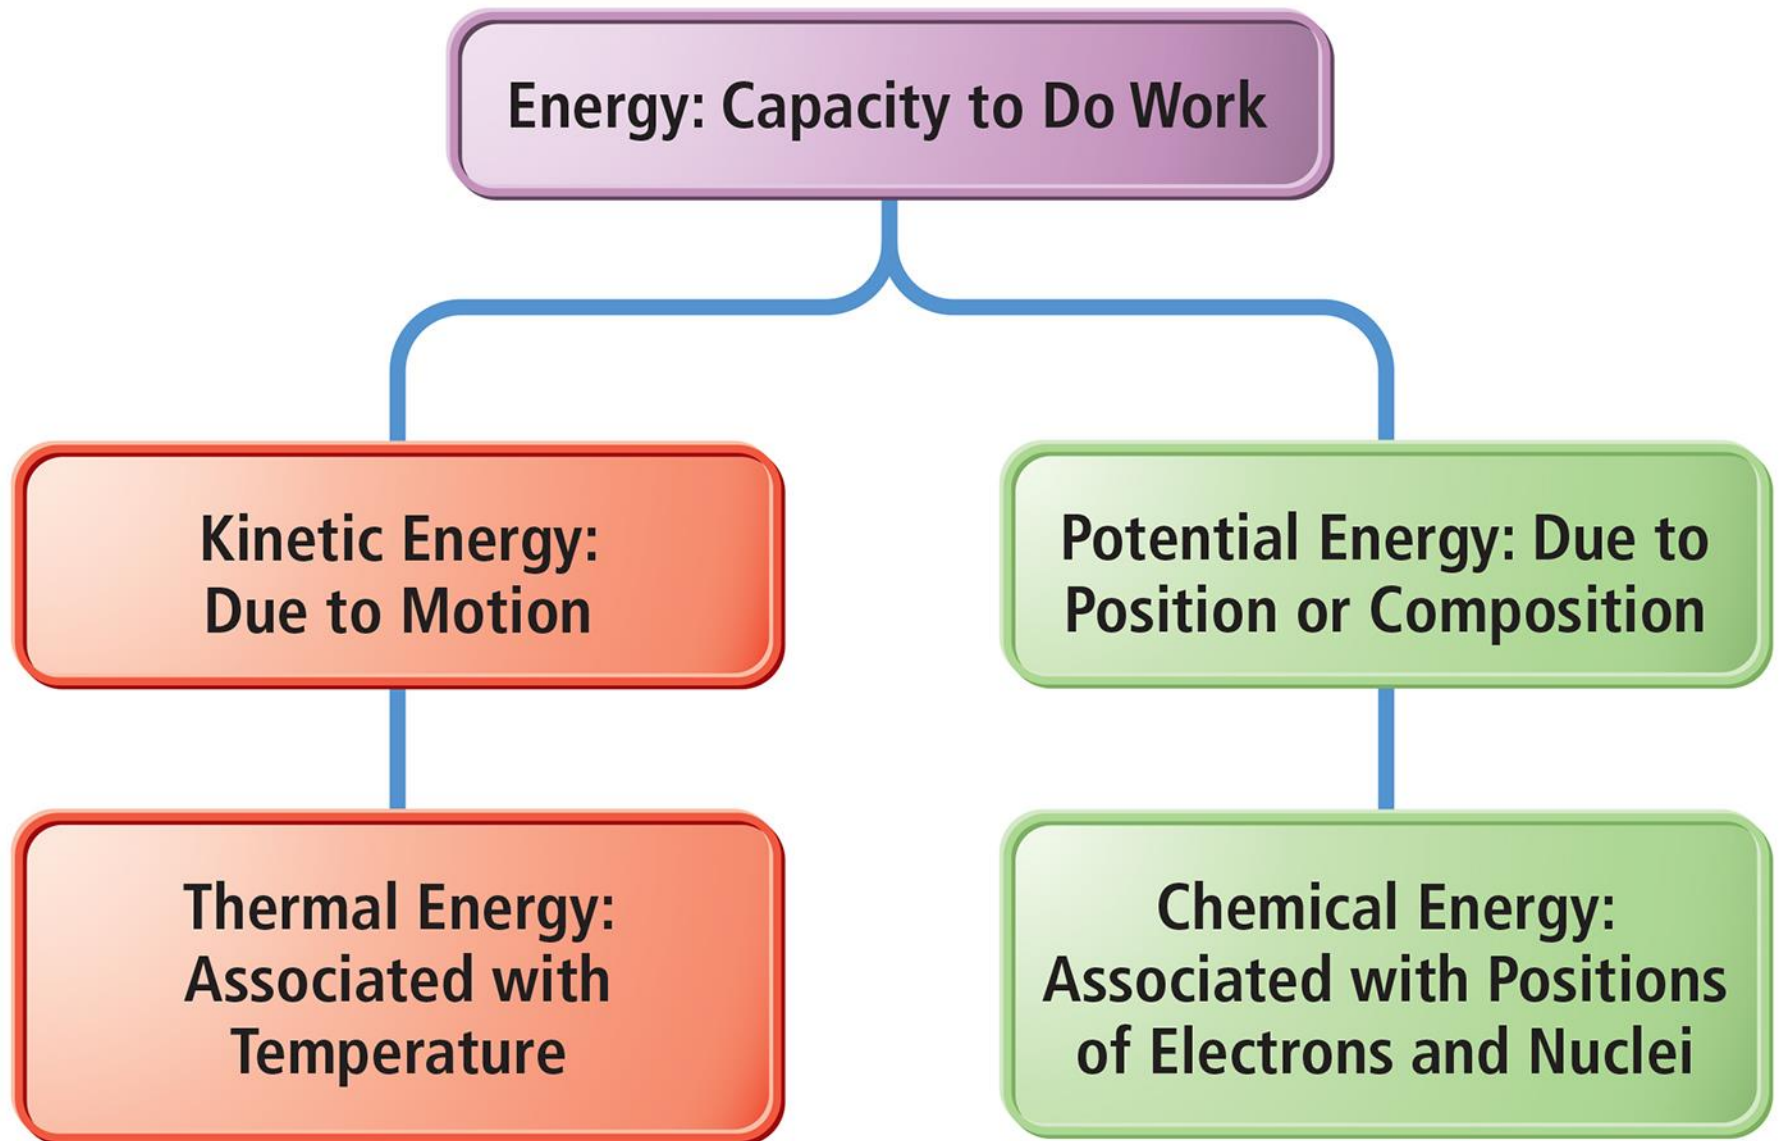 Energy: Capacity to Do Work
Kinetic Energy:
Due to Motion
Potential Energy: Due to
Position or Composition
Thermal Energy:
Associated with
Temperature
Chemical Energy:
Associated with Positions
of Electrons and Nuclei